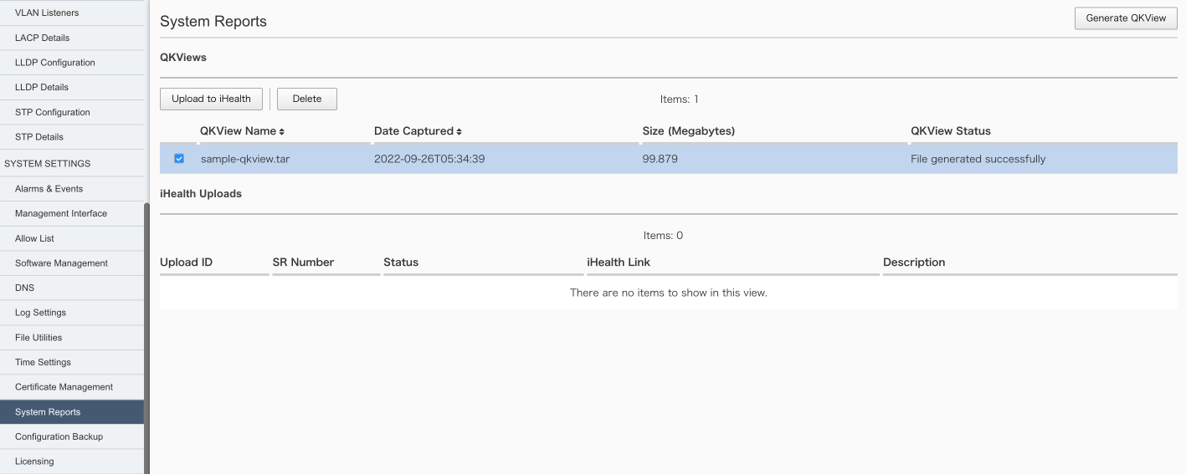 VLAN Listeners
LACP Details
LLDP Configuration
LLDP Details
STP Configuration
STP Details
SYSTEM SETTINGS
Alarms & Events
Management Interface
Allow List
Software Management
DNS
Log Settings
File Utilities
Time Settings
Certificate Management
System Reports
Configuration Backup
Licensing
System Reports
Generate QKView
QKViews
Upload to iHealth
Delete
Items: 1
QKView Name Date Captured Size (Megabytes) QKView Status
sample-qkview.tar 2022-09-26T05:34:39 99.879 File generated successfully
iHealth Uploads
Items: 0
Upload ID SR Number Status iHealth Link Description
There are no items to show in this view.